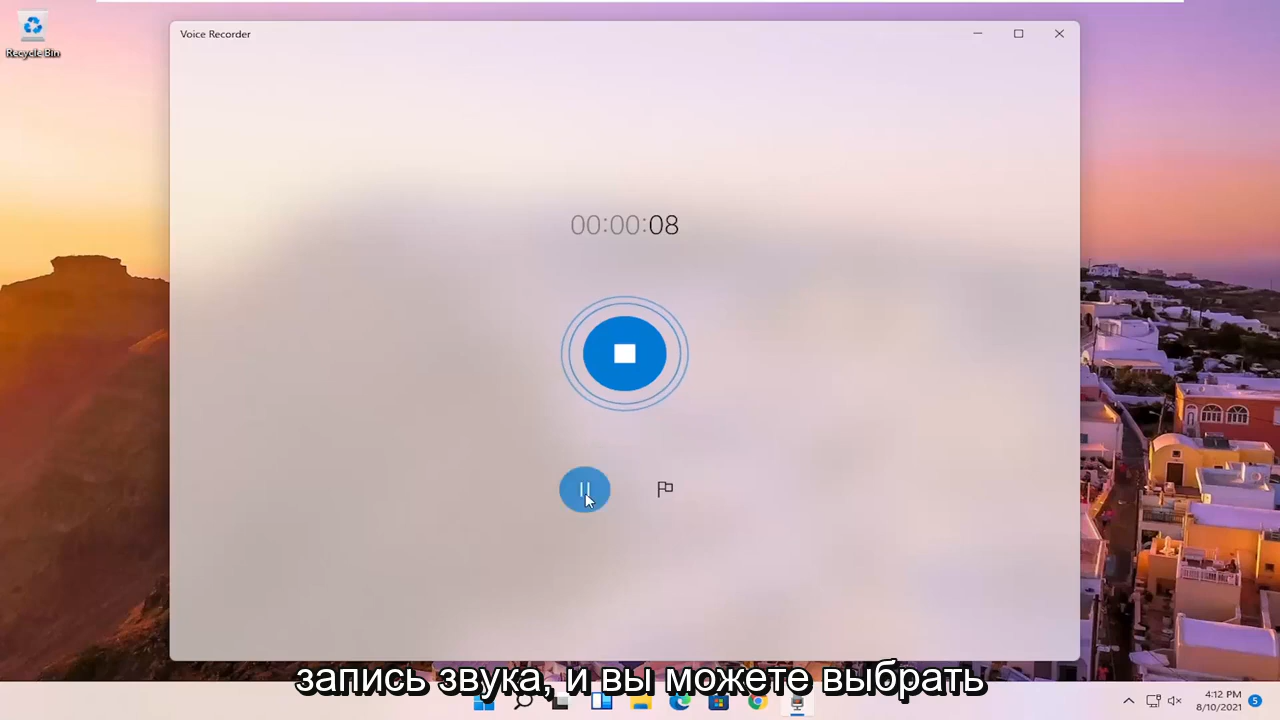 Voice Recorder
Recycle Bin
00:00:08
запись звука, и вы можете выбрать
4:12 PM
8/10/2021
5